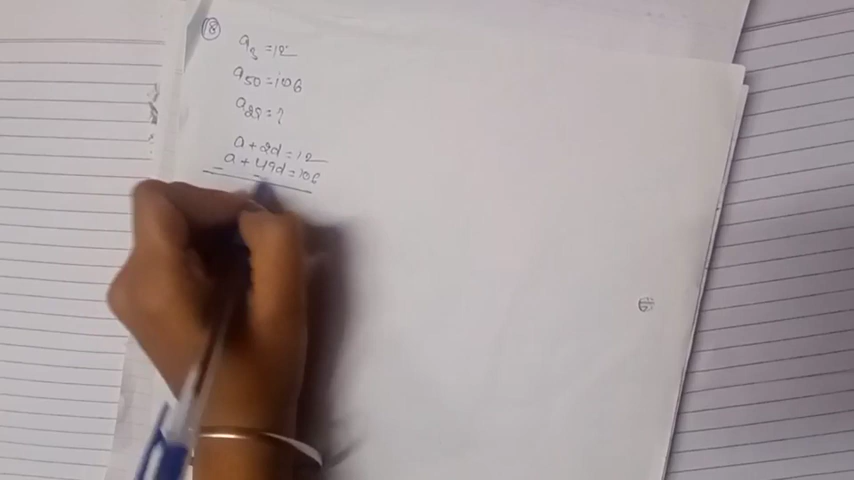 18
a₃ = 12
a₅₀ = 106
a₂₉ = ?
a + 2d = 12
a + 49d = 106